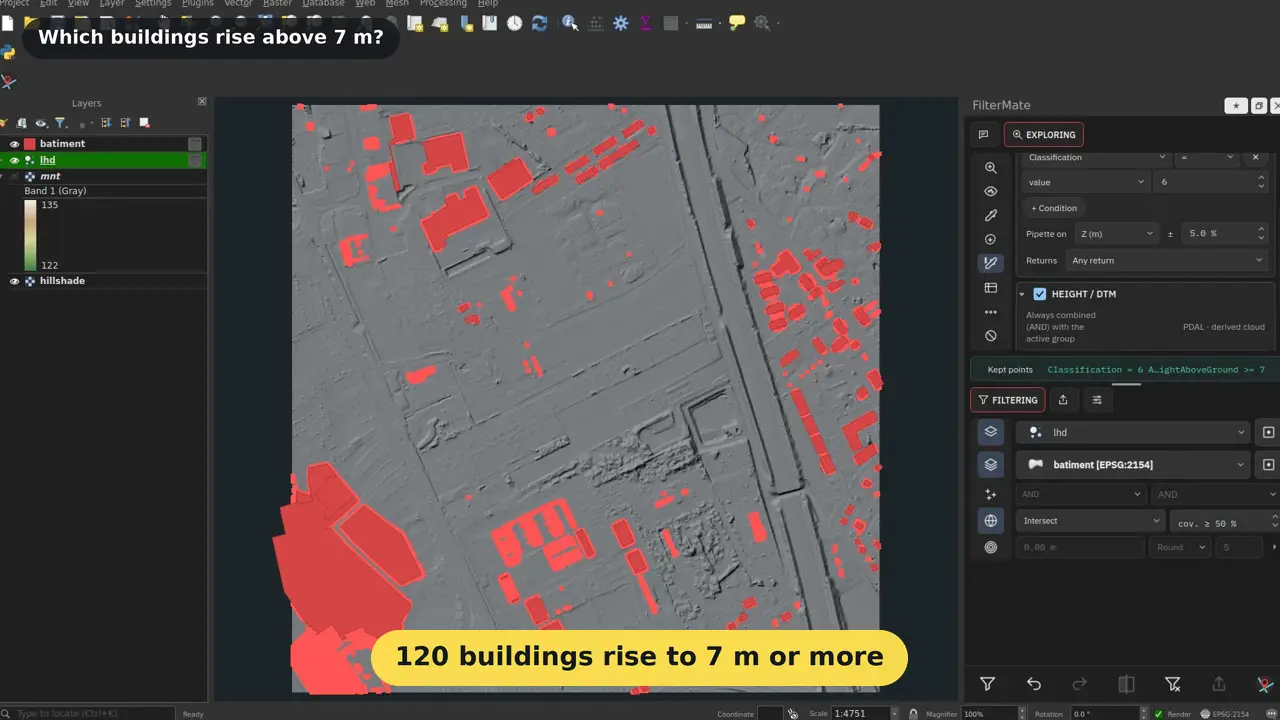 Project Edit View Layer Settings Plugins Vector Raster Database Web Mesh Processing Help
Which buildings rise above 7 m?
Layers
batiment
lhd
mnt
Band 1 (Gray)
135
122
hillshade
FilterMate
EXPLORING
Classification =
value 6
+ Condition
Pipette on Z (m) ± 5.0 %
Returns Any return
HEIGHT / DTM
Always combined
(AND) with the
active group
PDAL · derived cloud
Kept points Classification = 6 A…ightAboveGround >= 7
FILTERING
lhd
batiment [EPSG:2154]
AND AND
Intersect cov. ≥ 50 %
0.00 m Round 5
120 buildings rise to 7 m or more
Type to locate (Ctrl+K) Ready Coordinate Scale 1:4751 Magnifier 100% Rotation 0.0 ° Render EPSG:2154